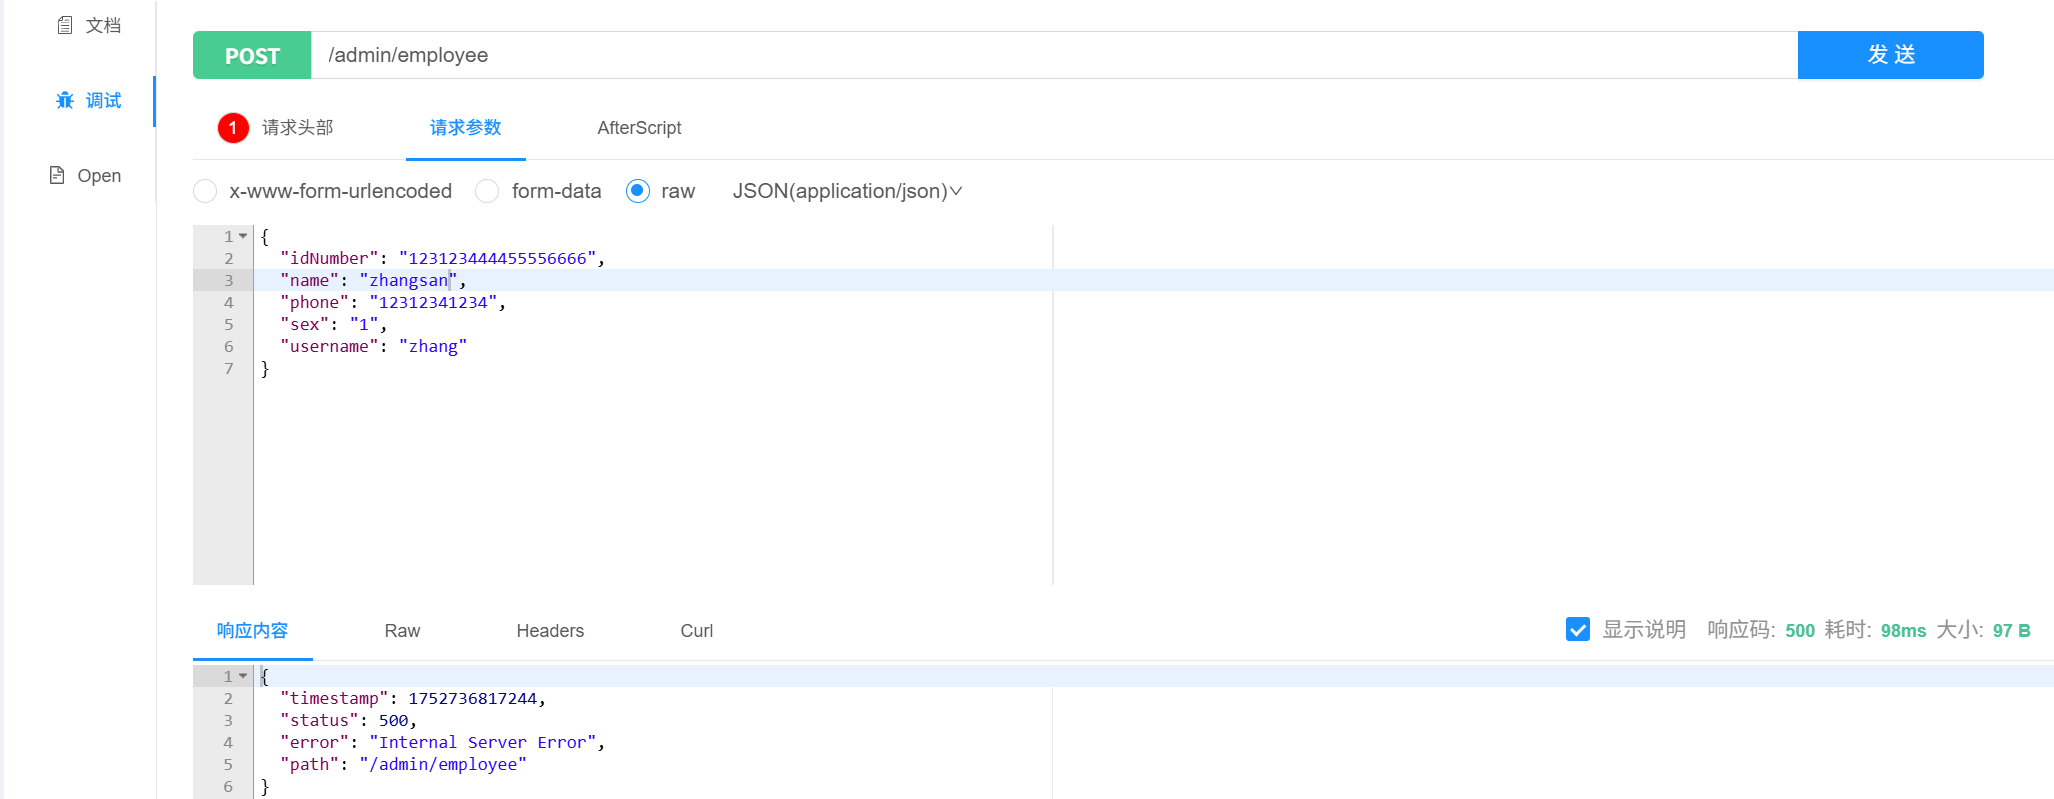 文档
调试
Open
POST /admin/employee 发 送
1 请求头部 请求参数 AfterScript
x-www-form-urlencoded form-data raw JSON(application/json)
1 {
2 "idNumber": "123123444455556666",
3 "name": "zhangsan",
4 "phone": "12312341234",
5 "sex": "1",
6 "username": "zhang"
7 }
响应内容 Raw Headers Curl 显示说明 响应码: 500 耗时: 98ms 大小: 97 B
1 {
2 "timestamp": 1752736817244,
3 "status": 500,
4 "error": "Internal Server Error",
5 "path": "/admin/employee"
6 }